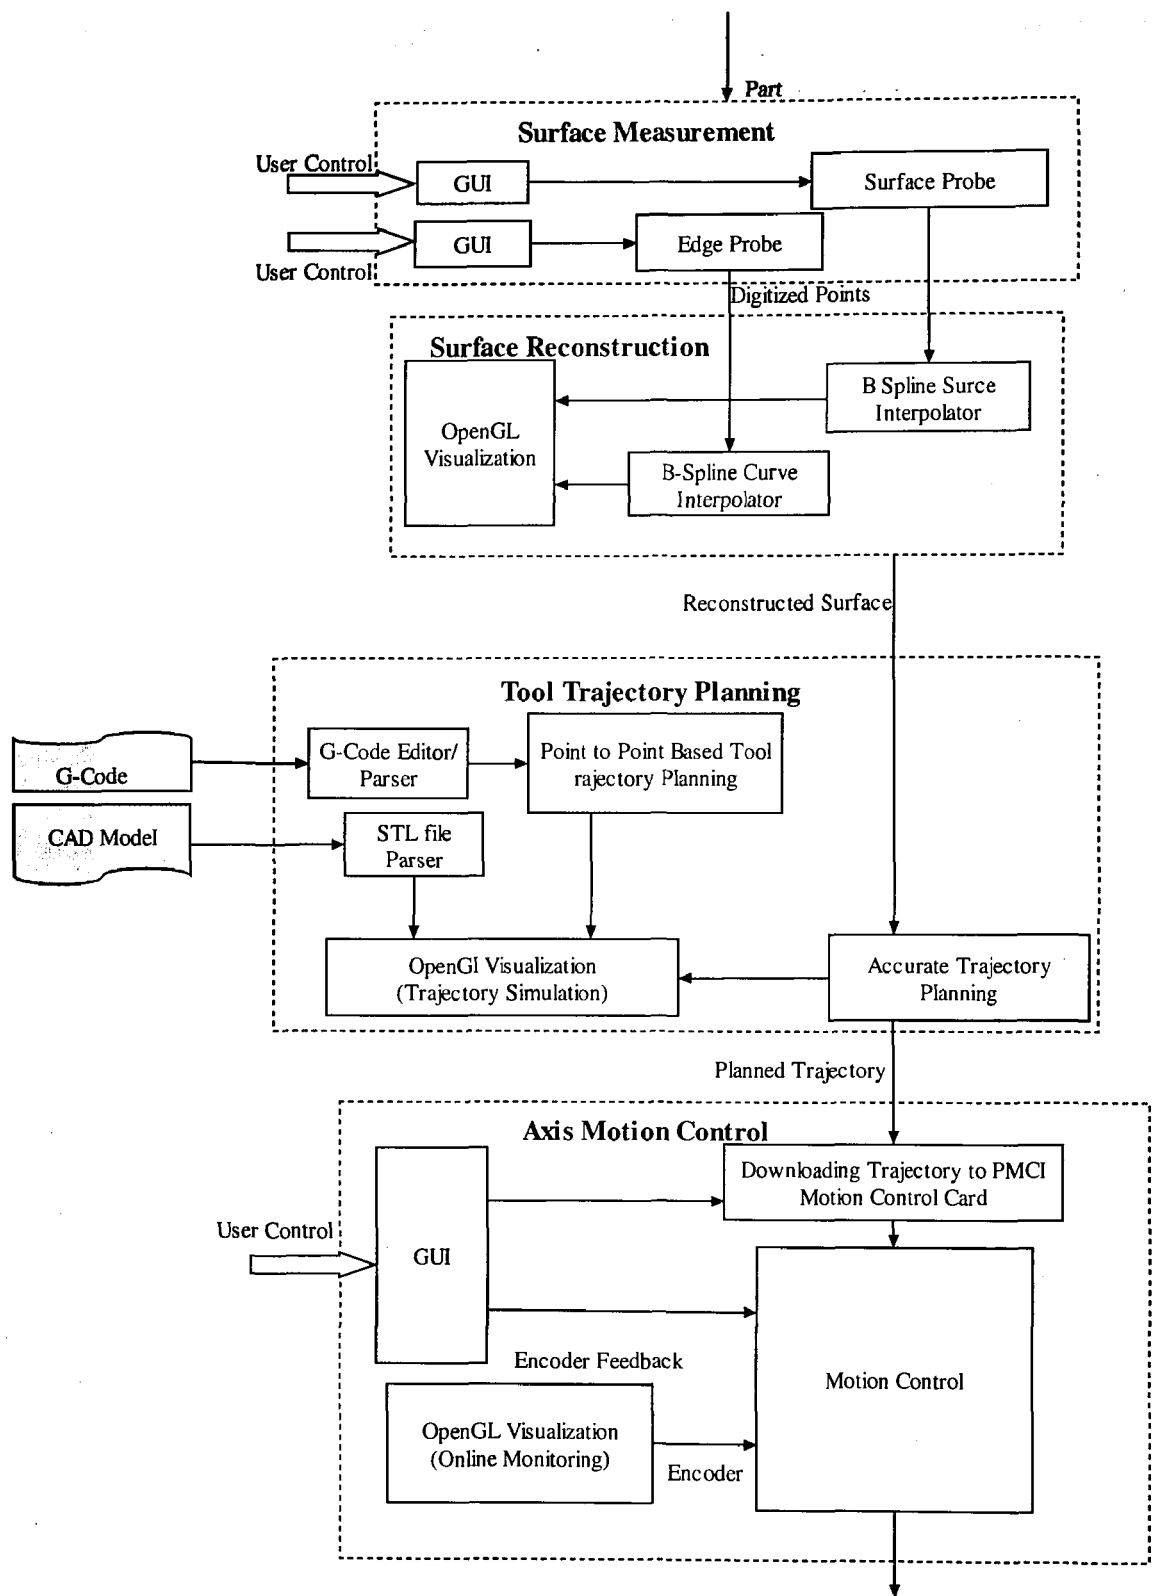 Part
Surface Measurement
User Control
GUI
Surface Probe
GUI
Edge Probe
User Control
Digitized Points
Surface Reconstruction
B Spline Surce
Interpolator
OpenGL
Visualization
B-Spline Curve
Interpolator
Reconstructed Surface
Tool Trajectory Planning
G-Code
G-Code Editor/
Parser
Point to Point Based Tool
rajectory Planning
CAD Model
STL file
Parser
OpenGl Visualization
(Trajectory Simulation)
Accurate Trajectory
Planning
Planned Trajectory
Axis Motion Control
Downloading Trajectory to PMCI
Motion Control Card
User Control
GUI
Encoder Feedback
Motion Control
OpenGL Visualization
(Online Monitoring)
Encoder